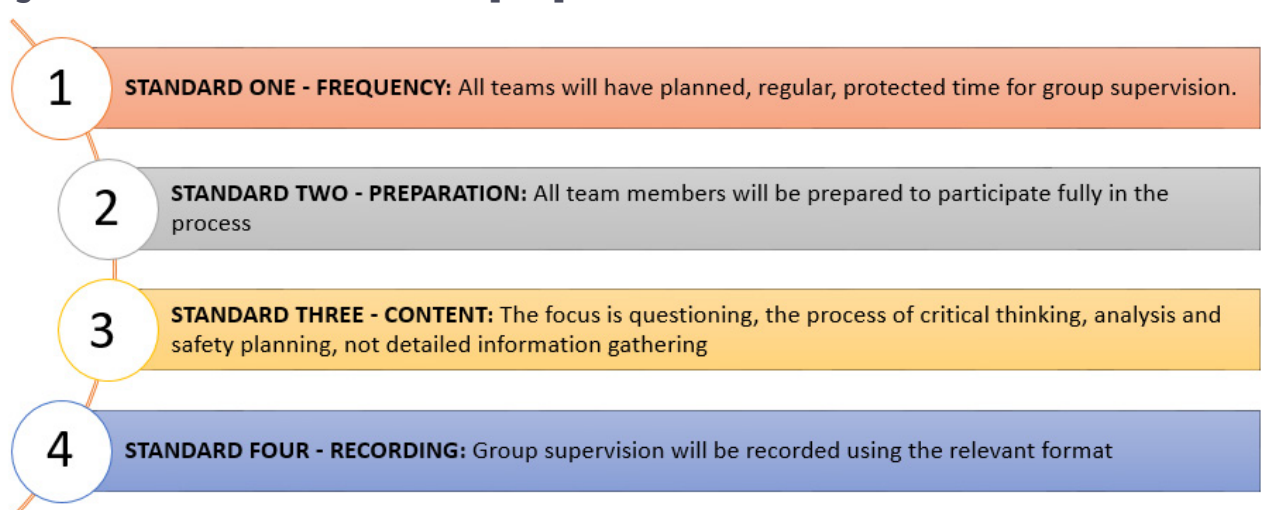 1
STANDARD ONE - FREQUENCY: All teams will have planned, regular, protected time for group supervision.
2
STANDARD TWO - PREPARATION: All team members will be prepared to participate fully in the
process
3
STANDARD THREE - CONTENT: The focus is questioning, the process of critical thinking, analysis and
safety planning, not detailed information gathering
4
STANDARD FOUR - RECORDING: Group supervision will be recorded using the relevant format